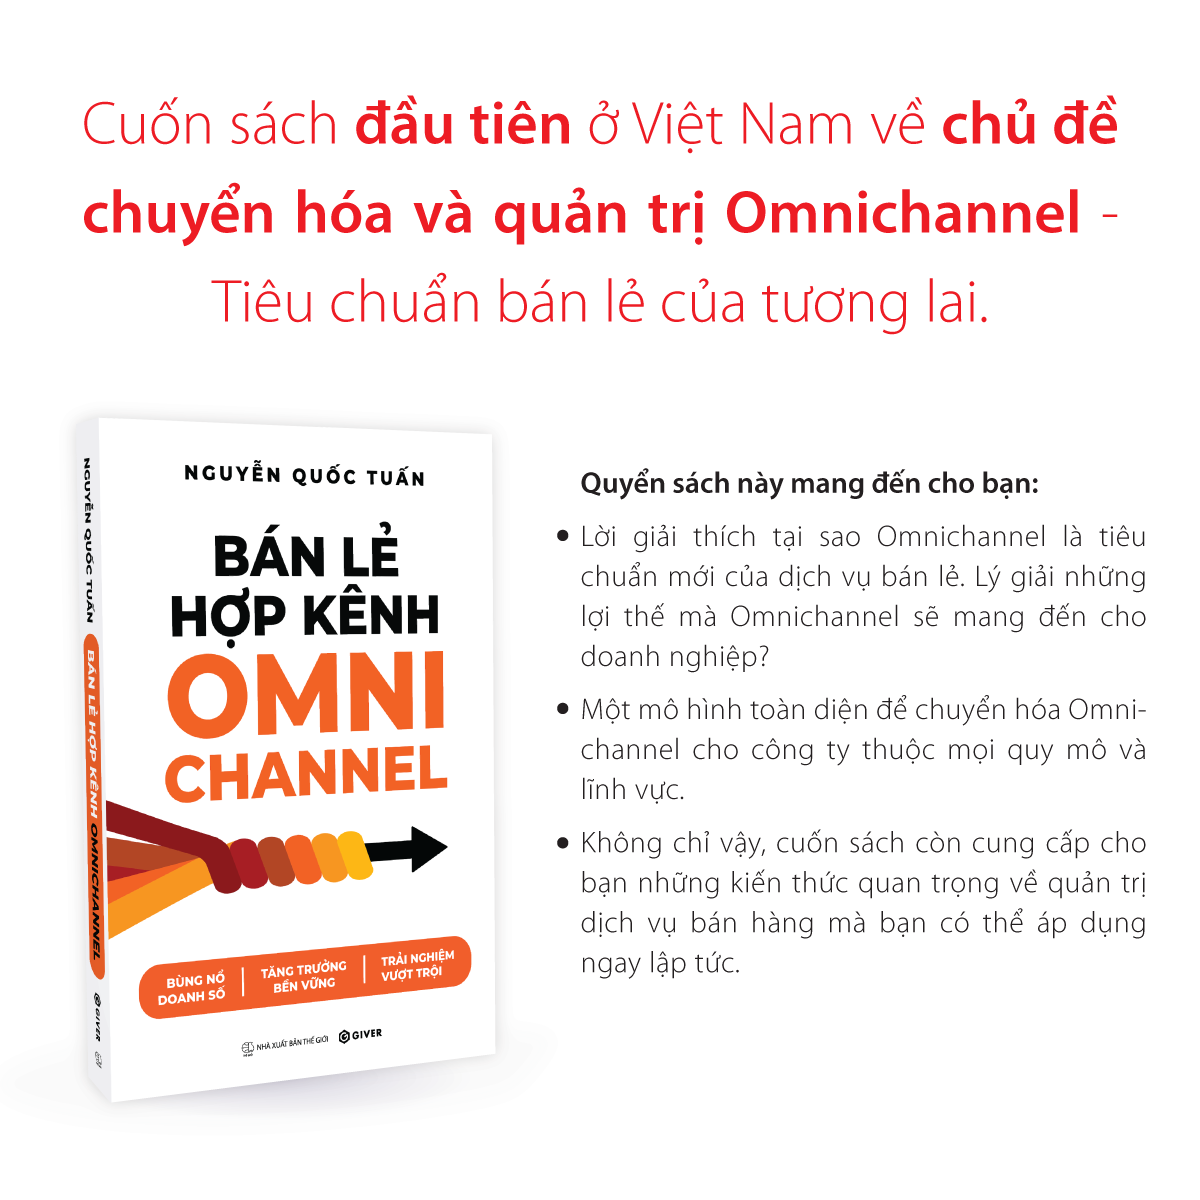 Cuốn sách đầu tiên ở Việt Nam về chủ đề
chuyển hóa và quản trị Omnichannel -
Tiêu chuẩn bán lẻ của tương lai.
NGUYỄN QUỐC TUẤN
BÁN LẺ
HỢP KÊNH
OMNI
CHANNEL
BÙNG NỔ
DOANH SỐ
TĂNG TRƯỞNG
BỀN VỮNG
TRẢI NGHIỆM
VƯỢT TRỘI
NHÀ XUẤT BẢN THẾ GIỚI
GIVER
NGUYỄN QUỐC TUẤN BÁN LẺ HỢP KÊNH OMNICHANNEL GIVER
Quyển sách này mang đến cho bạn:
• Lời giải thích tại sao Omnichannel là tiêu
chuẩn mới của dịch vụ bán lẻ. Lý giải những
lợi thế mà Omnichannel sẽ mang đến cho
doanh nghiệp?
• Một mô hình toàn diện để chuyển hóa Omni-
channel cho công ty thuộc mọi quy mô và
lĩnh vực.
• Không chỉ vậy, cuốn sách còn cung cấp cho
bạn những kiến thức quan trọng về quản trị
dịch vụ bán hàng mà bạn có thể áp dụng
ngay lập tức.